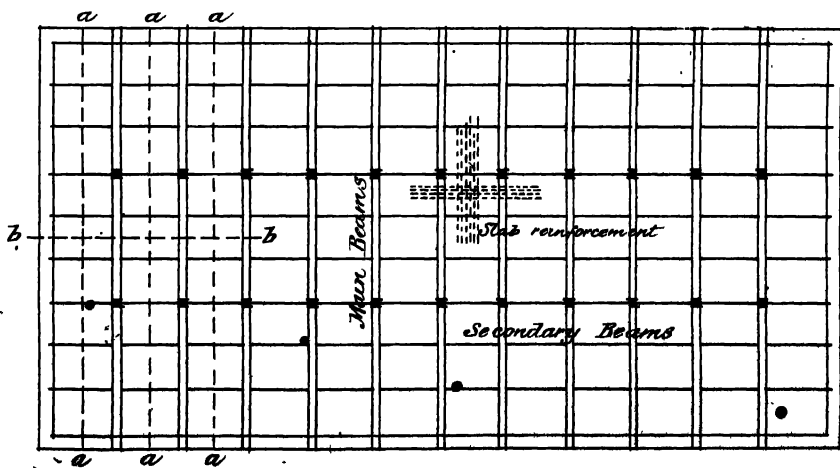 a a a
Slab reinforcement
b b
Main Beams
Secondary Beams
a a a